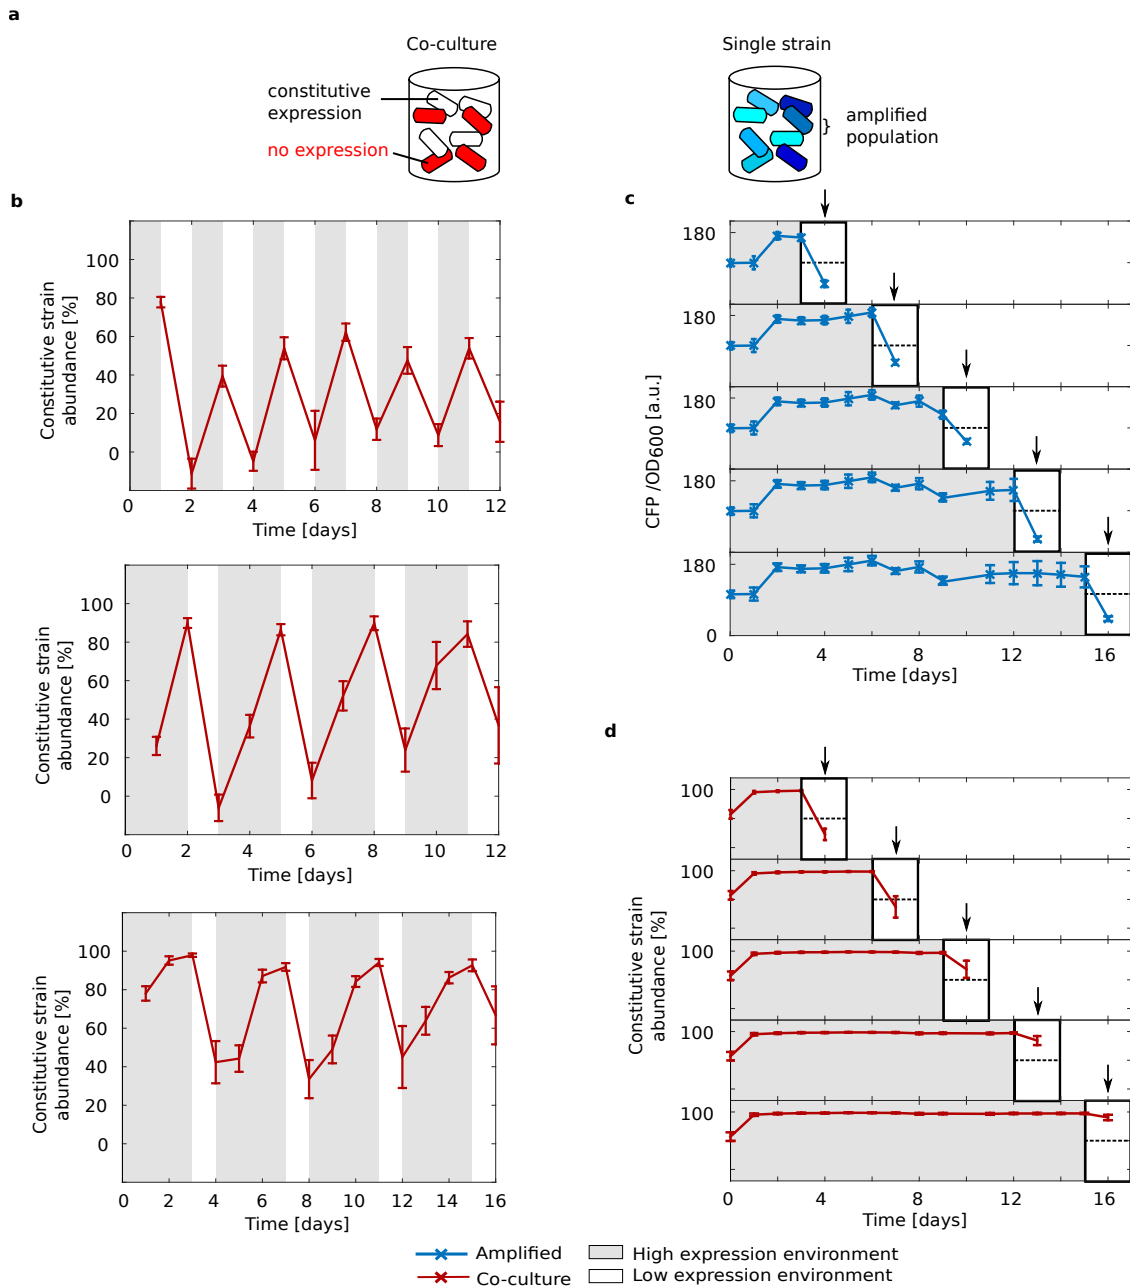 a
Co-culture
Single strain
constitutive
expression
no expression
amplified
population
}
b
Constitutive strain
abundance [%]
100
80
60
40
20
0
0 2 4 6 8 10 12
Time [days]
Constitutive strain
abundance [%]
100
80
60
40
20
0
0 2 4 6 8 10 12
Time [days]
Constitutive strain
abundance [%]
100
80
60
40
20
0
0 2 4 6 8 10 12 14 16
Time [days]
c
CFP /OD600 [a.u.]
180
180
180
180
180
0
0 4 8 12 16
Time [days]
d
Constitutive strain
abundance [%]
100
100
100
100
100
0 4 8 12 16
Time [days]
Amplified
Co-culture
High expression environment
Low expression environment